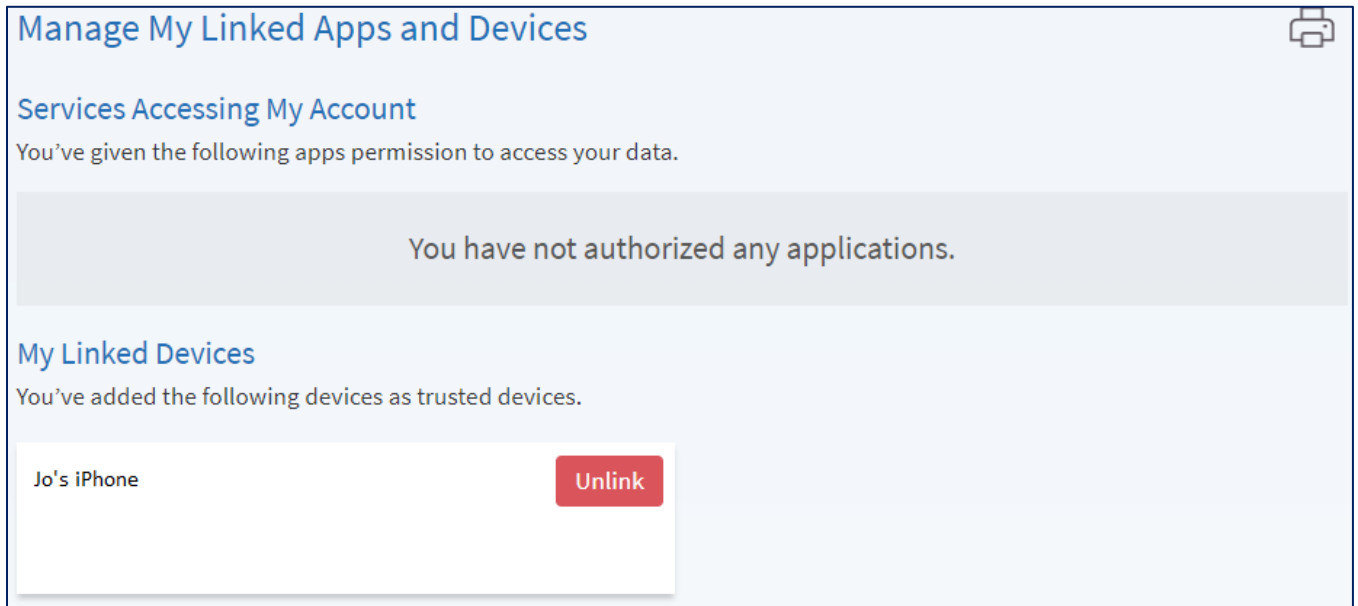 Manage My Linked Apps and Devices
Services Accessing My Account
You’ve given the following apps permission to access your data.
You have not authorized any applications.
My Linked Devices
You’ve added the following devices as trusted devices.
Jo's iPhone
Unlink